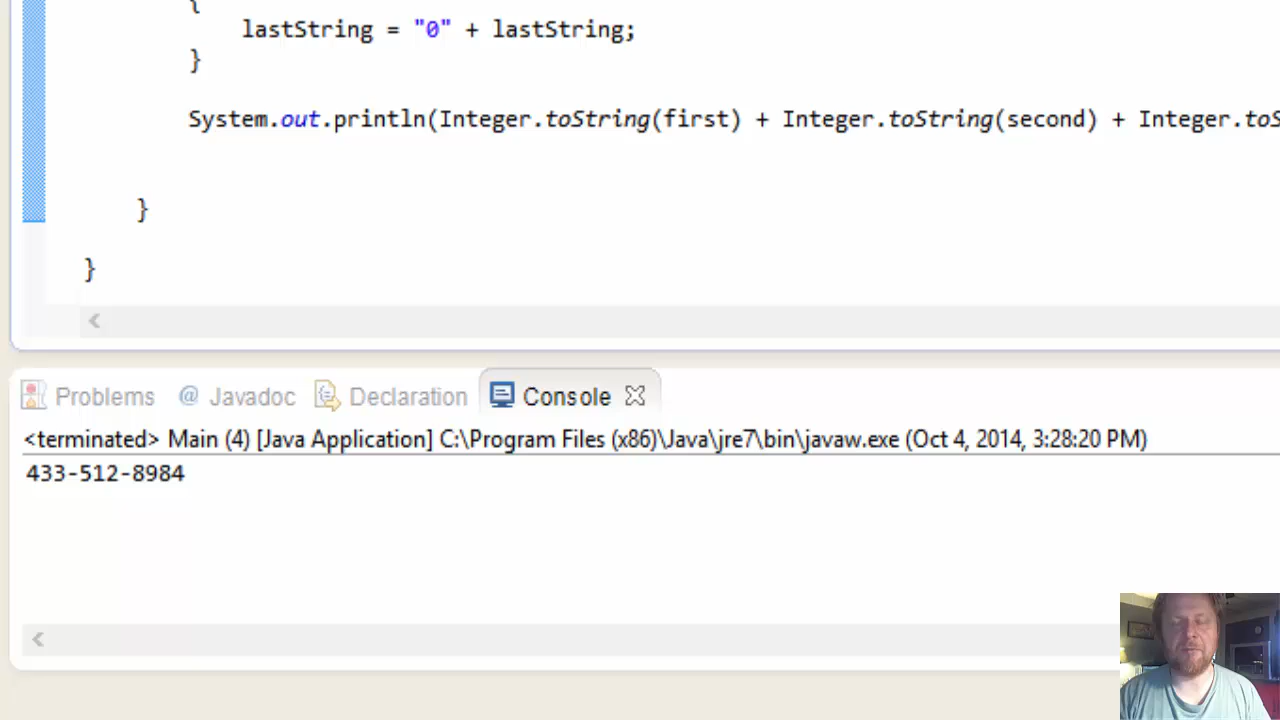 {
lastString = "0" + lastString;
}
System.out.println(Integer.toString(first) + Integer.toString(second) + Integer.toS
}
}
Problems @ Javadoc Declaration Console
<terminated> Main (4) [Java Application] C:\Program Files (x86)\Java\jre7\bin\javaw.exe (Oct 4, 2014, 3:28:20 PM)
433-512-8984